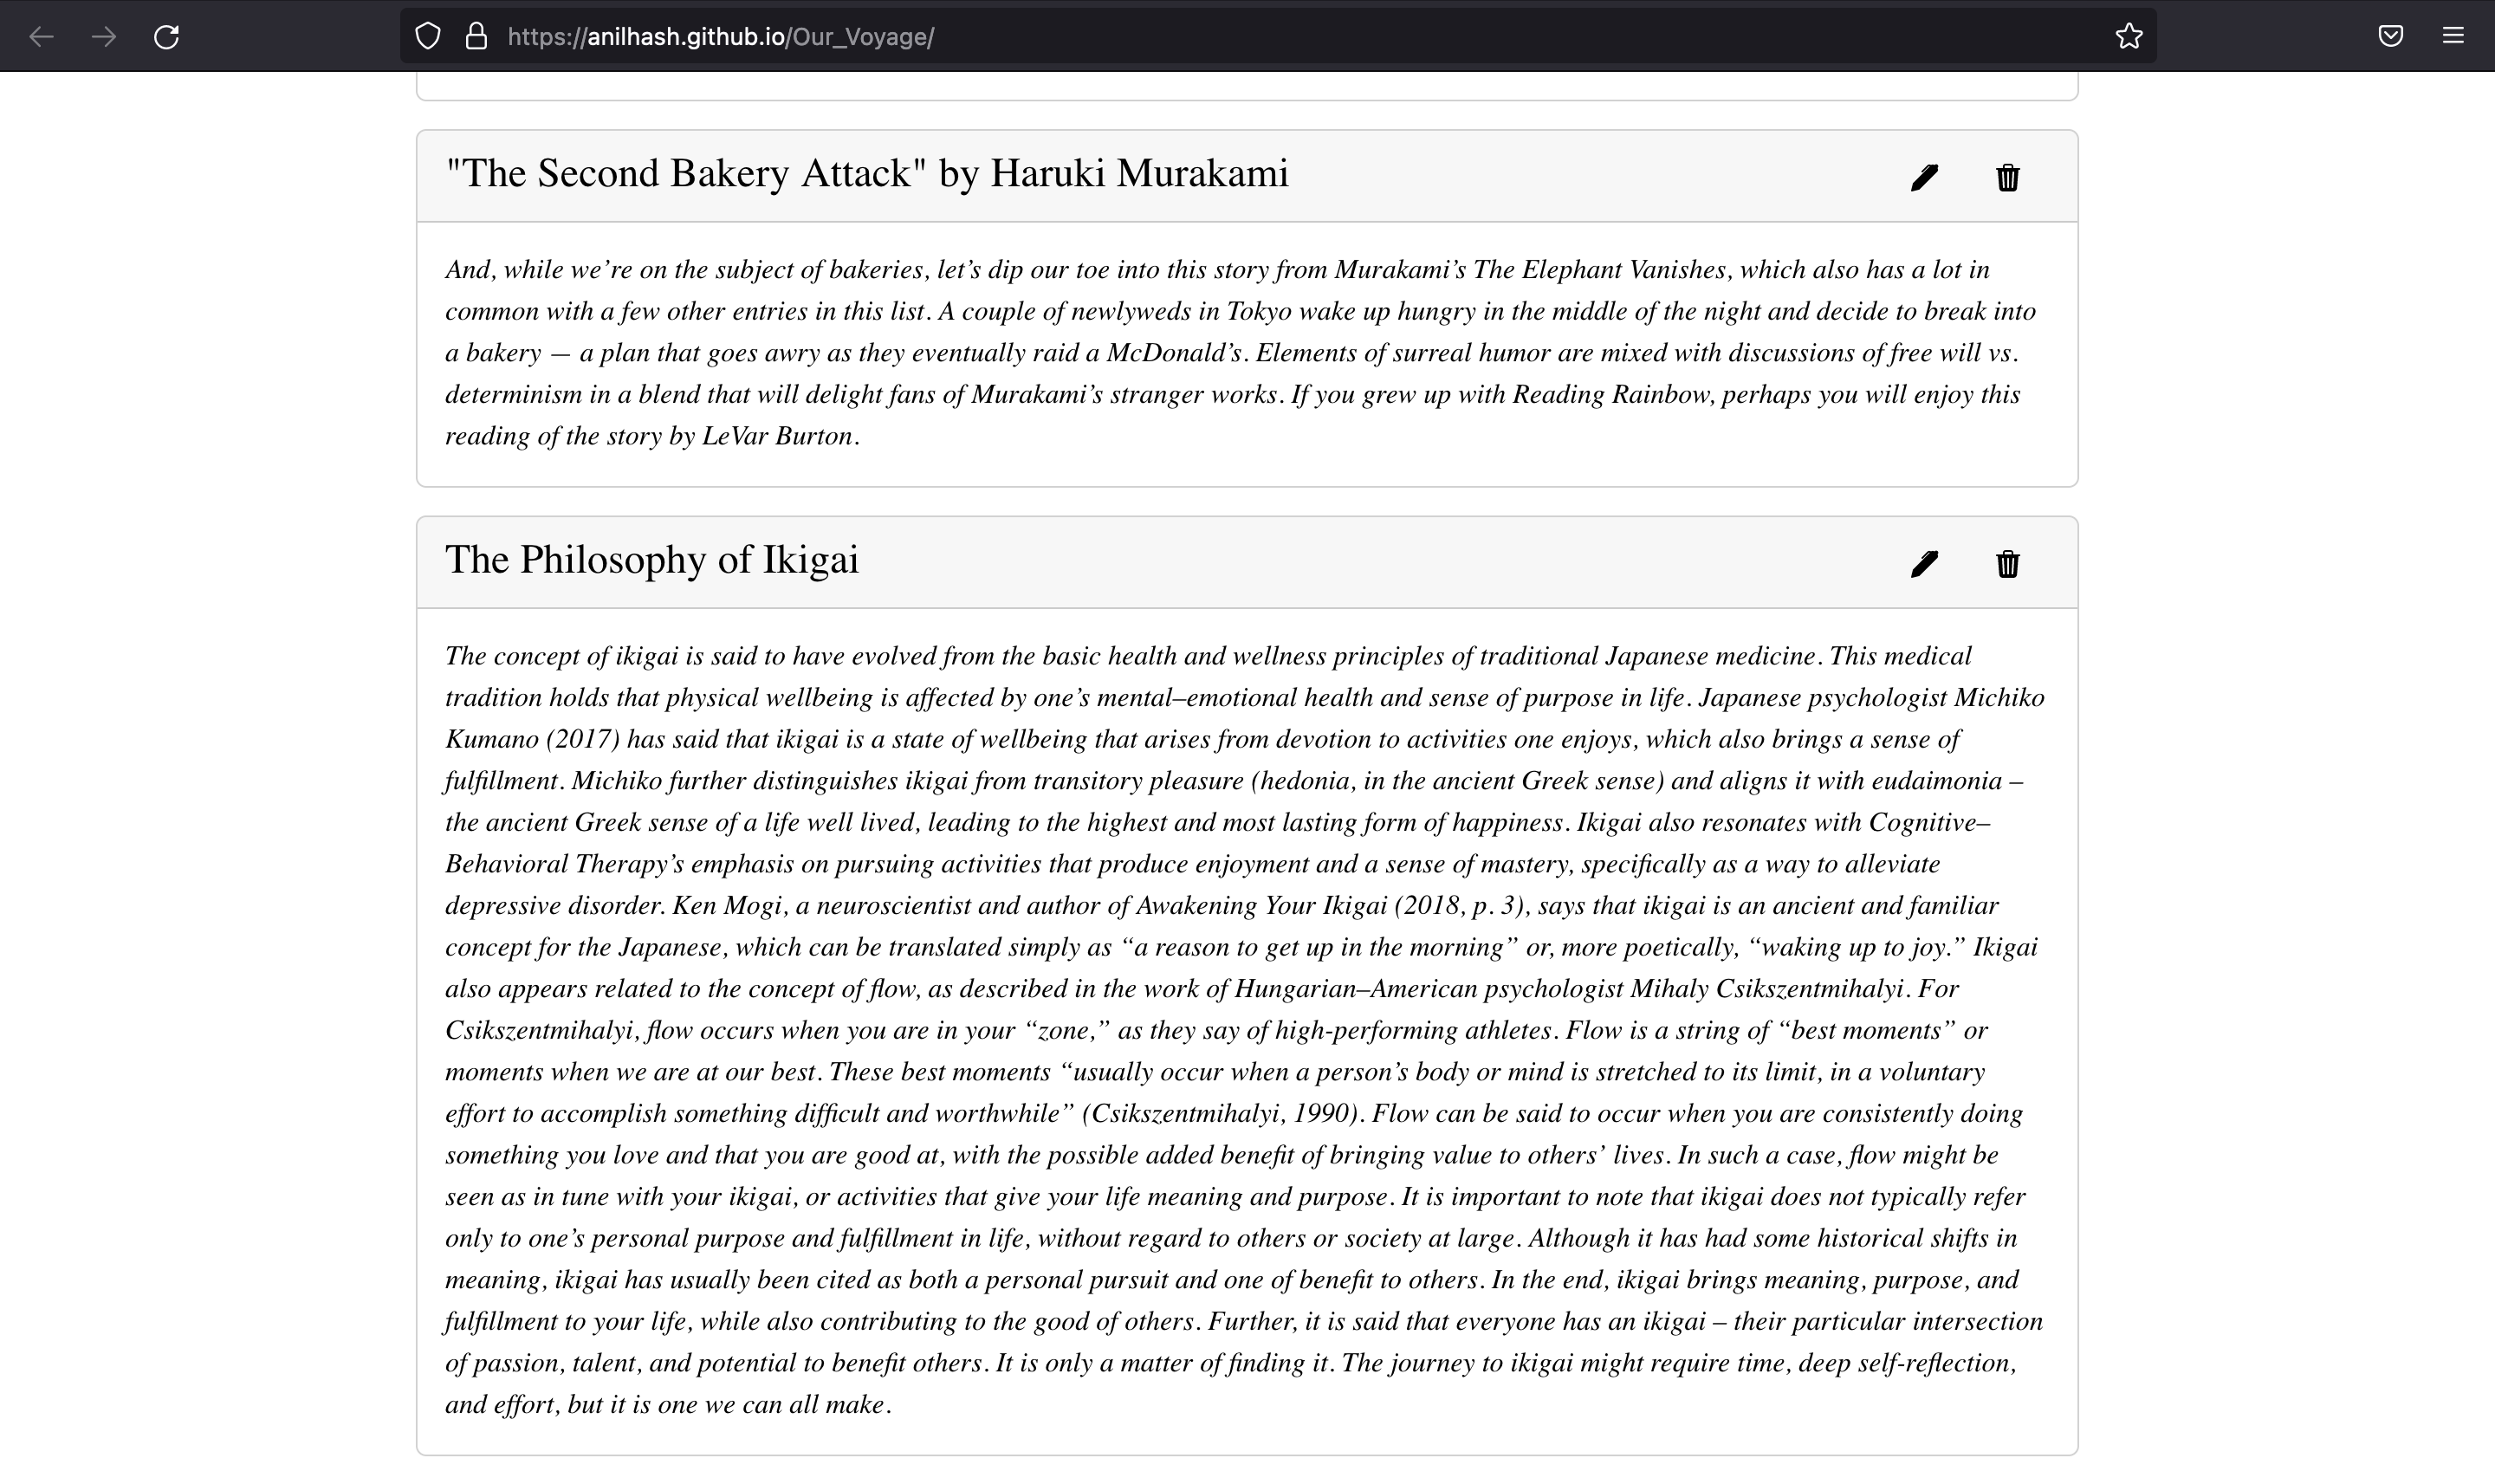 https://anilhash.github.io/Our_Voyage/
"The Second Bakery Attack" by Haruki Murakami
And, while we’re on the subject of bakeries, let’s dip our toe into this story from Murakami’s The Elephant Vanishes, which also has a lot in
common with a few other entries in this list. A couple of newlyweds in Tokyo wake up hungry in the middle of the night and decide to break into
a bakery — a plan that goes awry as they eventually raid a McDonald’s. Elements of surreal humor are mixed with discussions of free will vs.
determinism in a blend that will delight fans of Murakami’s stranger works. If you grew up with Reading Rainbow, perhaps you will enjoy this
reading of the story by LeVar Burton.
The Philosophy of Ikigai
The concept of ikigai is said to have evolved from the basic health and wellness principles of traditional Japanese medicine. This medical
tradition holds that physical wellbeing is affected by one’s mental–emotional health and sense of purpose in life. Japanese psychologist Michiko
Kumano (2017) has said that ikigai is a state of wellbeing that arises from devotion to activities one enjoys, which also brings a sense of
fulfillment. Michiko further distinguishes ikigai from transitory pleasure (hedonia, in the ancient Greek sense) and aligns it with eudaimonia –
the ancient Greek sense of a life well lived, leading to the highest and most lasting form of happiness. Ikigai also resonates with Cognitive–
Behavioral Therapy’s emphasis on pursuing activities that produce enjoyment and a sense of mastery, specifically as a way to alleviate
depressive disorder. Ken Mogi, a neuroscientist and author of Awakening Your Ikigai (2018, p. 3), says that ikigai is an ancient and familiar
concept for the Japanese, which can be translated simply as “a reason to get up in the morning” or, more poetically, “waking up to joy.” Ikigai
also appears related to the concept of flow, as described in the work of Hungarian–American psychologist Mihaly Csikszentmihalyi. For
Csikszentmihalyi, flow occurs when you are in your “zone,” as they say of high-performing athletes. Flow is a string of “best moments” or
moments when we are at our best. These best moments “usually occur when a person’s body or mind is stretched to its limit, in a voluntary
effort to accomplish something difficult and worthwhile” (Csikszentmihalyi, 1990). Flow can be said to occur when you are consistently doing
something you love and that you are good at, with the possible added benefit of bringing value to others’ lives. In such a case, flow might be
seen as in tune with your ikigai, or activities that give your life meaning and purpose. It is important to note that ikigai does not typically refer
only to one’s personal purpose and fulfillment in life, without regard to others or society at large. Although it has had some historical shifts in
meaning, ikigai has usually been cited as both a personal pursuit and one of benefit to others. In the end, ikigai brings meaning, purpose, and
fulfillment to your life, while also contributing to the good of others. Further, it is said that everyone has an ikigai – their particular intersection
of passion, talent, and potential to benefit others. It is only a matter of finding it. The journey to ikigai might require time, deep self-reflection,
and effort, but it is one we can all make.